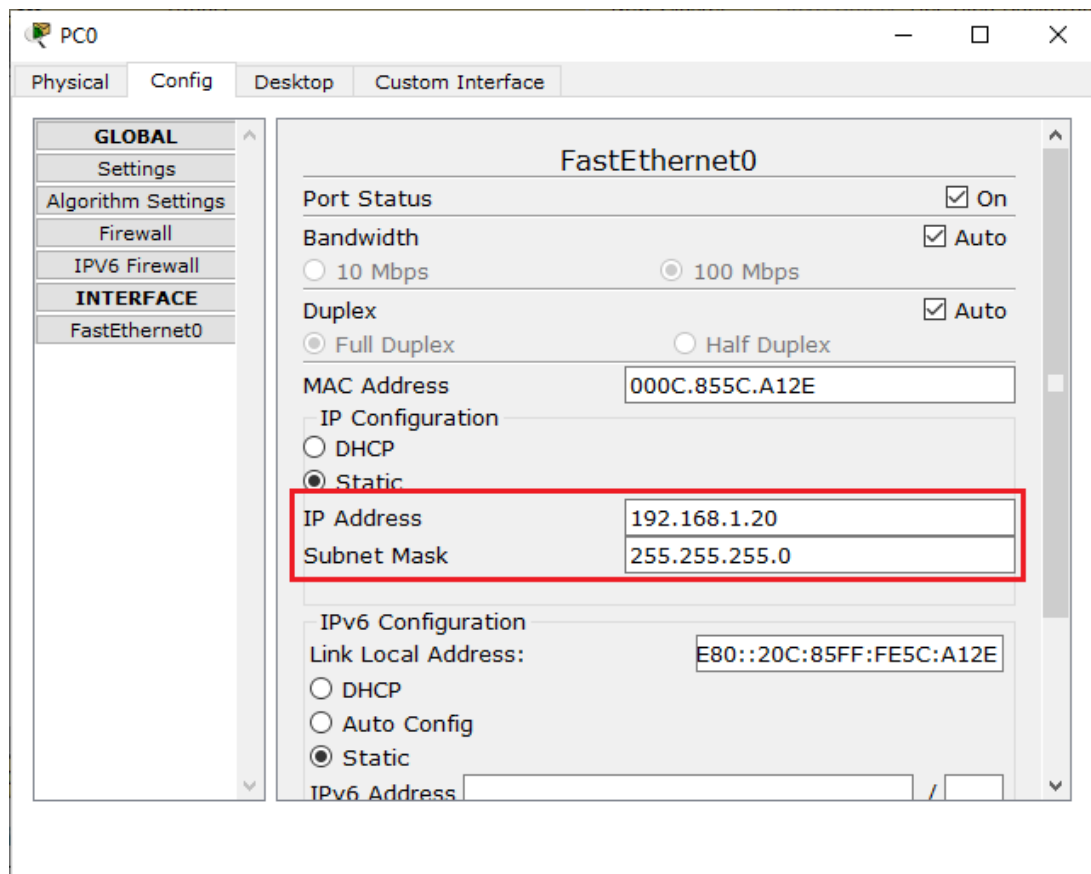 PC0
Physical Config Desktop Custom Interface
GLOBAL
Settings
Algorithm Settings
Firewall
IPV6 Firewall
INTERFACE
FastEthernet0
FastEthernet0
Port Status On
Bandwidth Auto
10 Mbps 100 Mbps
Duplex Auto
Full Duplex Half Duplex
MAC Address 000C.855C.A12E
IP Configuration
DHCP
Static
IP Address 192.168.1.20
Subnet Mask 255.255.255.0
IPv6 Configuration
Link Local Address: E80::20C:85FF:FE5C:A12E
DHCP
Auto Config
Static
IPv6 Address /